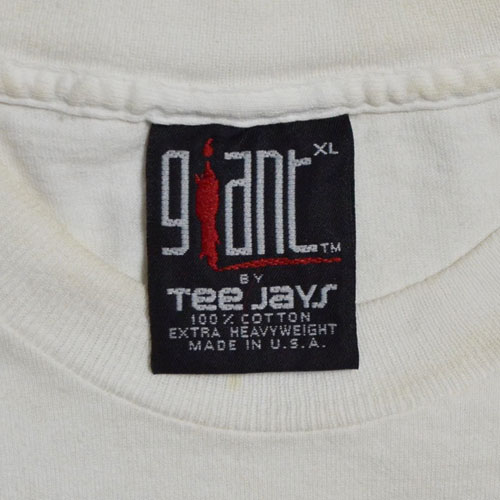 giant XL
TM
BY
Tee Jays
100% COTTON
EXTRA HEAVYWEIGHT
MADE IN U.S.A.